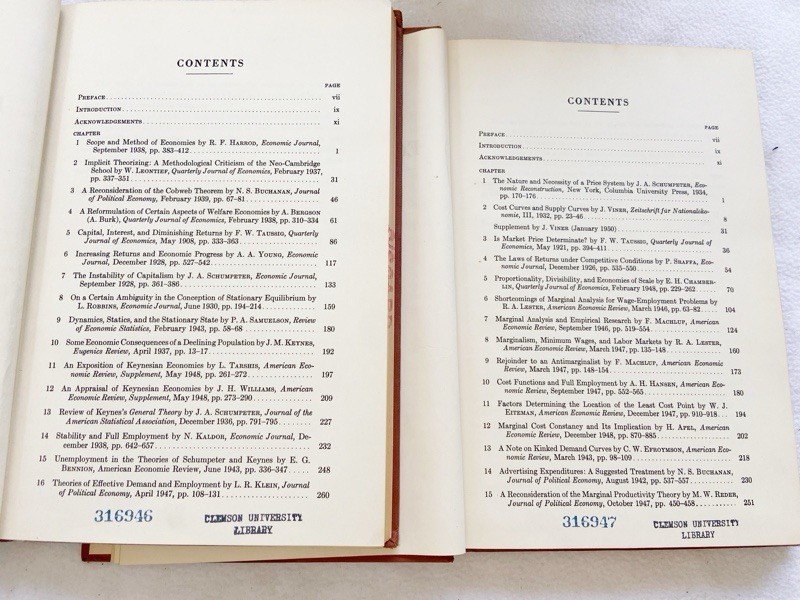 CONTENTS
PAGE
PREFACE vii
INTRODUCTION ix
ACKNOWLEDGEMENTS xi
CHAPTER
1 Scope and Method of Economics by R. F. HARROD, Economic Journal,
September 1938, pp. 383–412 1
2 Implicit Theorizing: A Methodological Criticism of the Neo-Cambridge
School by W. LEONTIEF, Quarterly Journal of Economics, February 1937,
pp. 337–351 31
3 A Reconsideration of the Cobweb Theorem by N. S. BUCHANAN, Journal
of Political Economy, February 1939, pp. 67–81 46
4 A Reformulation of Certain Aspects of Welfare Economics by A. BERGSON
(A. Burk), Quarterly Journal of Economics, February 1938, pp. 310–334 61
5 Capital, Interest, and Diminishing Returns by F. W. TAUSSIG, Quarterly
Journal of Economics, May 1908, pp. 333–363 86
6 Increasing Returns and Economic Progress by A. A. YOUNG, Economic
Journal, December 1928, pp. 527–542 117
7 The Instability of Capitalism by J. A. SCHUMPETER, Economic Journal,
September 1928, pp. 361–386 133
8 On a Certain Ambiguity in the Conception of Stationary Equilibrium by
L. ROBBINS, Economic Journal, June 1930, pp. 194–214 159
9 Dynamics, Statics, and the Stationary State by P. A. SAMUELSON, Review
of Economic Statistics, February 1943, pp. 58–68 180
10 Some Economic Consequences of a Declining Population by J. M. KEYNES,
Eugenics Review, April 1937, pp. 13–17 192
11 An Exposition of Keynesian Economics by L. TARSHIS, American Eco-
nomic Review, Supplement, May 1948, pp. 261–272 197
12 An Appraisal of Keynesian Economics by J. H. WILLIAMS, American
Economic Review, Supplement, May 1948, pp. 273–290 209
13 Review of Keynes's General Theory by J. A. SCHUMPETER, Journal of the
American Statistical Association, December 1936, pp. 791–795 227
14 Stability and Full Employment by N. KALDOR, Economic Journal, De-
cember 1938, pp. 642–657 232
15 Unemployment in the Theories of Schumpeter and Keynes by E. G.
BENNION, American Economic Review, June 1943, pp. 336–347 248
16 Theories of Effective Demand and Employment by L. R. KLEIN, Journal
of Political Economy, April 1947, pp. 108–131 260
316946
CLEMSON UNIVERSITY
LIBRARY
CONTENTS
PAGE
PREFACE vii
INTRODUCTION ix
ACKNOWLEDGEMENTS xi
CHAPTER
1 The Nature and Necessity of a Price System by J. A. SCHUMPETER, Eco-
nomic Reconstruction, New York, Columbia University Press, 1934,
pp. 170–176 1
2 Cost Curves and Supply Curves by J. VINER, Zeitschrift für Nationaloko-
nomie, III, 1932, pp. 23–46 8
Supplement by J. VINER (January 1950) 31
3 Is Market Price Determinate? by F. W. TAUSSIG, Quarterly Journal of
Economics, May 1921, pp. 394–411 36
4 The Laws of Returns under Competitive Conditions by P. SRAFFA, Eco-
nomic Journal, December 1926, pp. 535–550 54
5 Proportionality, Divisibility, and Economies of Scale by E. H. CHAMBER-
LIN, Quarterly Journal of Economics, February 1948, pp. 229–262 70
6 Shortcomings of Marginal Analysis for Wage-Employment Problems by
R. A. LESTER, American Economic Review, March 1946, pp. 63–82 104
7 Marginal Analysis and Empirical Research by F. MACHLUP, American
Economic Review, September 1946, pp. 519–554 124
8 Marginalism, Minimum Wages, and Labor Markets by R. A. LESTER,
American Economic Review, March 1947, pp. 135–148 160
9 Rejoinder to an Antimarginalist by F. MACHLUP, American Economic
Review, March 1947, pp. 148–154 173
10 Cost Functions and Full Employment by A. H. HANSEN, American Eco-
nomic Review, September 1947, pp. 552–565 180
11 Factors Determining the Location of the Least Cost Point by W. J.
EITEMAN, American Economic Review, December 1947, pp. 910–918 194
12 Marginal Cost Constancy and Its Implication by H. APEL, American
Economic Review, December 1948, pp. 870–885 202
13 A Note on Kinked Demand Curves by C. W. EFROYMSON, American Eco-
nomic Review, March 1943, pp. 98–109 218
14 Advertising Expenditures: A Suggested Treatment by N. S. BUCHANAN,
Journal of Political Economy, August 1942, pp. 537–557 230
15 A Reconsideration of the Marginal Productivity Theory by M. W. REDER,
Journal of Political Economy, October 1947, pp. 450–458 251
316947
CLEMSON UNIVERSITY
LIBRARY